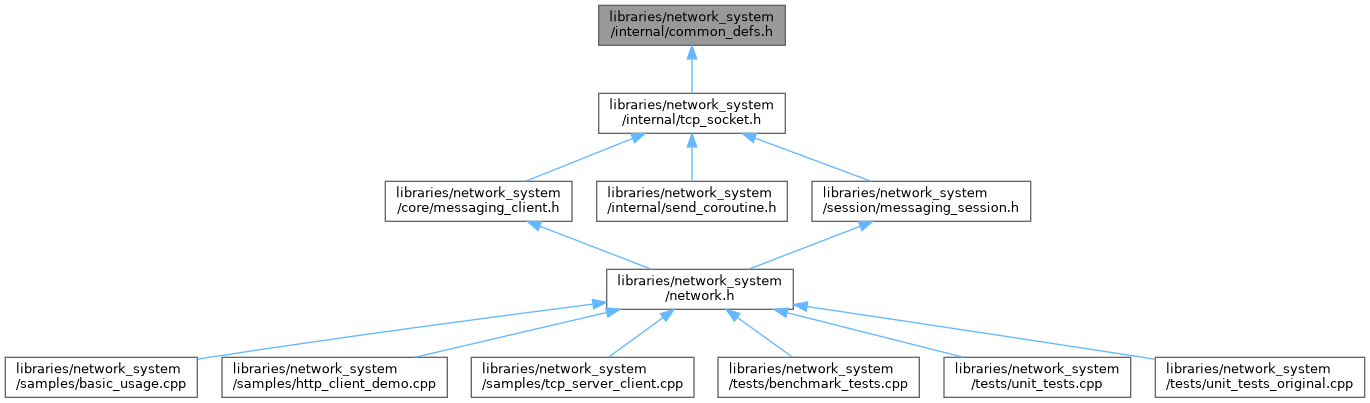 libraries/network_system
/internal/common_defs.h
libraries/network_system
/internal/tcp_socket.h
libraries/network_system
/core/messaging_client.h
libraries/network_system
/internal/send_coroutine.h
libraries/network_system
/session/messaging_session.h
libraries/network_system
/network.h
libraries/network_system
/samples/basic_usage.cpp
libraries/network_system
/samples/http_client_demo.cpp
libraries/network_system
/samples/tcp_server_client.cpp
libraries/network_system
/tests/benchmark_tests.cpp
libraries/network_system
/tests/unit_tests.cpp
libraries/network_system
/tests/unit_tests_original.cpp